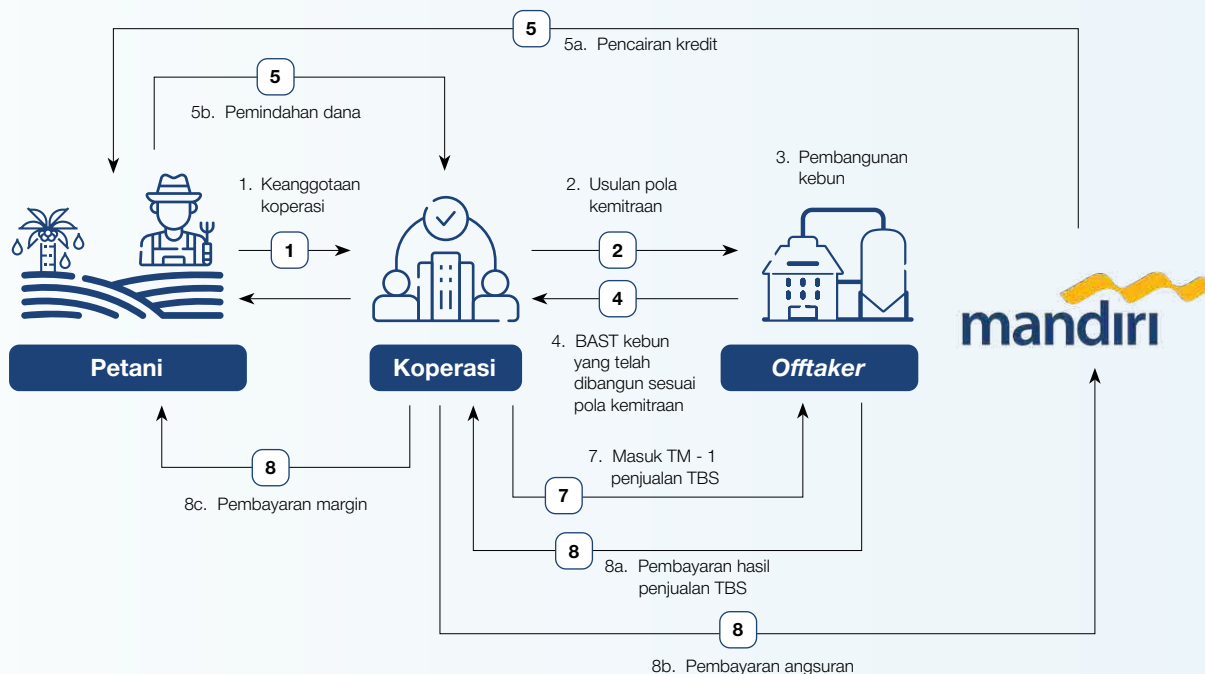 5
5a. Pencairan kredit
5
5b. Pemindahan dana
1. Keanggotaan
koperasi
1
2. Usulan pola
kemitraan
2
3. Pembangunan
kebun
4
4. BAST kebun
yang telah
dibangun sesuai
pola kemitraan
mandırı
Petani
Koperasi
Offtaker
8
8c. Pembayaran margin
7. Masuk TM - 1
penjualan TBS
7
8
8a. Pembayaran hasil
penjualan TBS
8
8b. Pembayaran angsuran